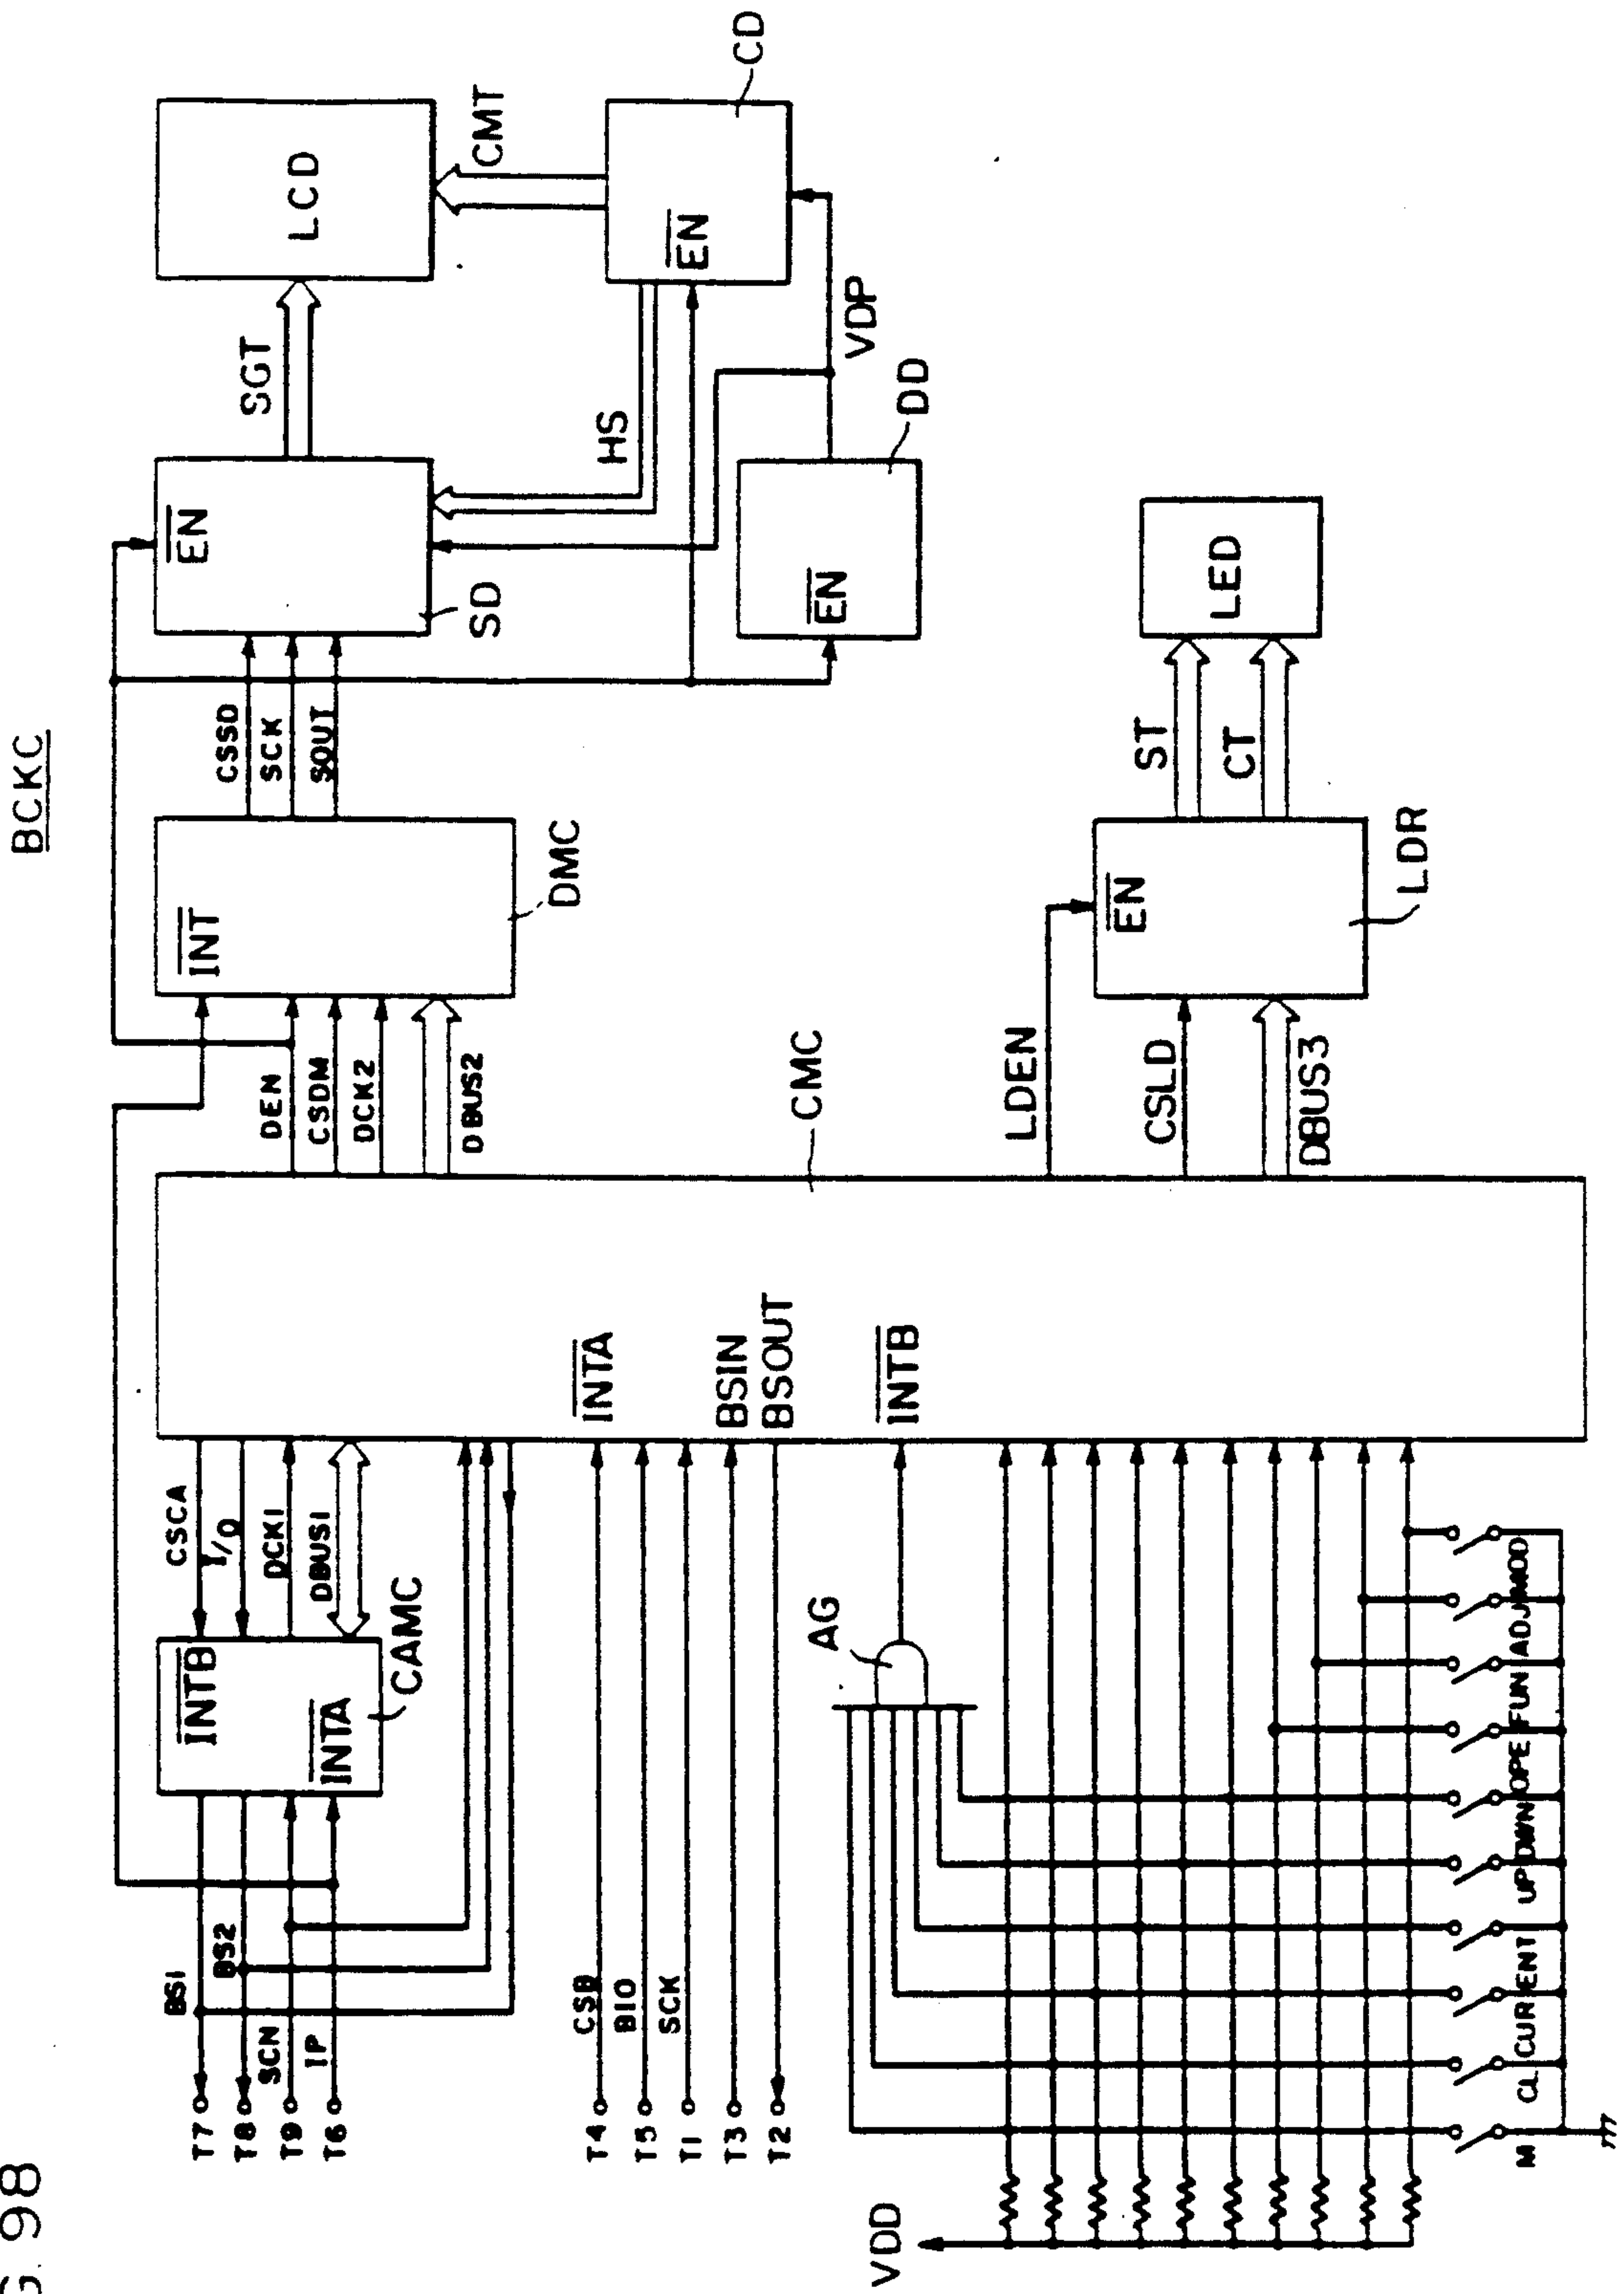 G. 98
BCKC
T7
T8
T9
T6
BS1
BS2
SCN
IP
INTB
INTA
CAMC
CSCA
I/O
DCK1
DBUS1
T4
T5
T1
T3
T2
CSB
BIO
SCK
INTA
BSIN
BSOUT
INTB
AG
CMC
DEN
CSDM
DCK2
DBUS2
INT
DMC
CSSD
SCK
SOUT
EN
SD
SGT
LCD
HS
CMT
EN
CD
VDP
EN
DD
LDEN
CSLD
DBUS3
EN
LDR
ST
CT
LED
VDD
M CL CUR ENT UP DWN OPE FUN ADJ MOD